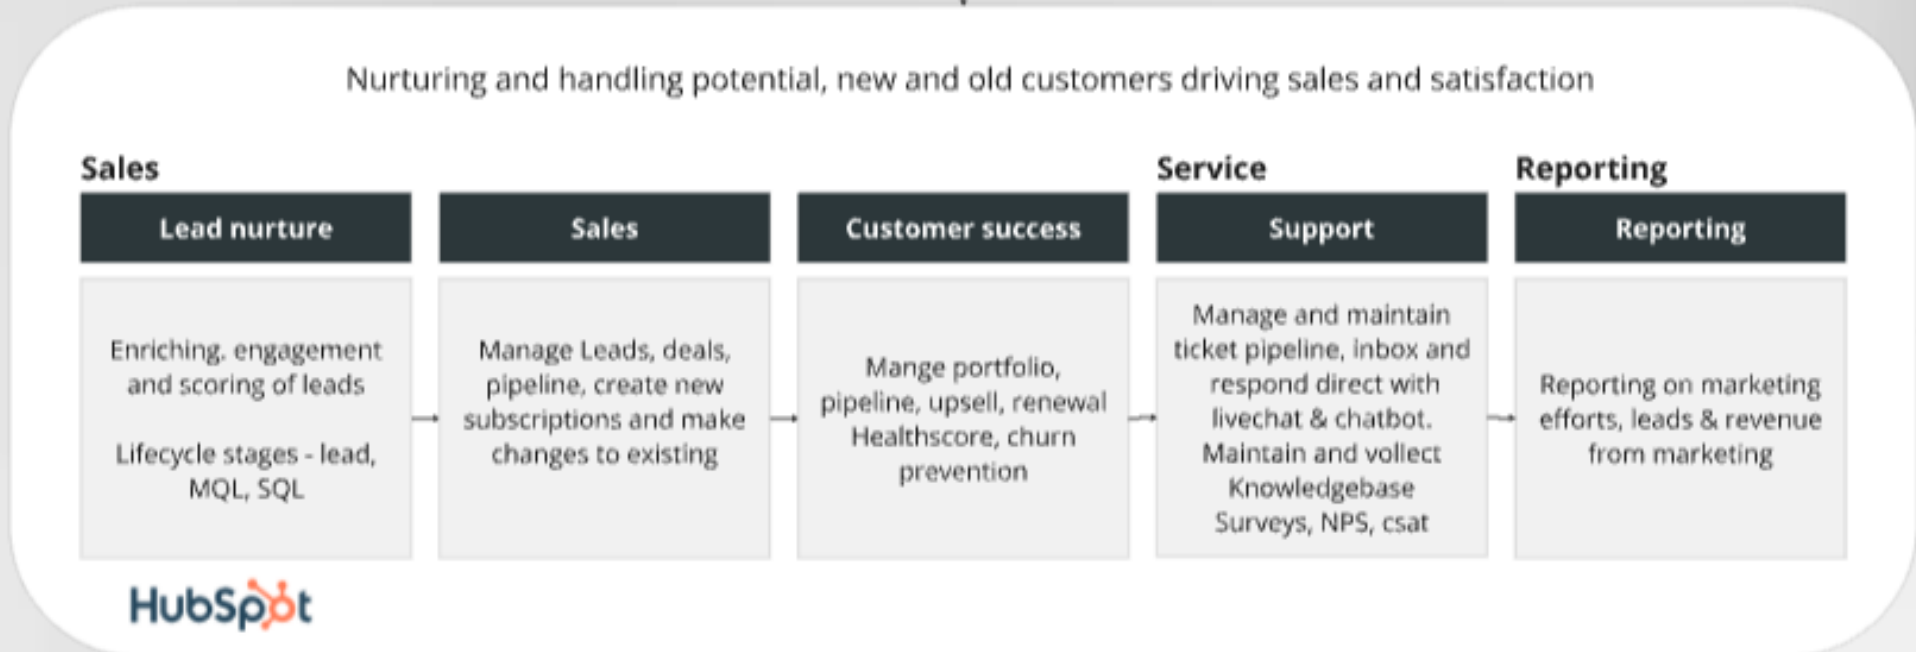 Nurturing and handling potential, new and old customers driving sales and satisfaction
Sales
Lead nurture
Enriching. engagement
and scoring of leads
Lifecycle stages - lead,
MQL, SQL
Sales
Manage Leads, deals,
pipeline, create new
subscriptions and make
changes to existing
Customer success
Mange portfolio,
pipeline, upsell, renewal
Healthscore, churn
prevention
Service
Support
Manage and maintain
ticket pipeline, inbox and
respond direct with
livechat & chatbot.
Maintain and vollect
Knowledgebase
Surveys, NPS, csat
Reporting
Reporting
Reporting on marketing
efforts, leads & revenue
from marketing
HubSpot